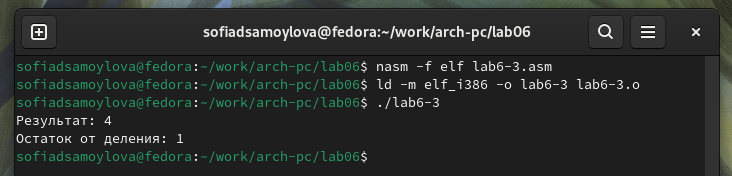 sofiadsamoylova@fedora:~/work/arch-pc/lab06
sofiadsamoylova@fedora:~/work/arch-pc/lab06$ nasm -f elf lab6-3.asm
sofiadsamoylova@fedora:~/work/arch-pc/lab06$ ld -m elf_i386 -o lab6-3 lab6-3.o
sofiadsamoylova@fedora:~/work/arch-pc/lab06$ ./lab6-3
Результат: 4
Остаток от деления: 1
sofiadsamoylova@fedora:~/work/arch-pc/lab06$